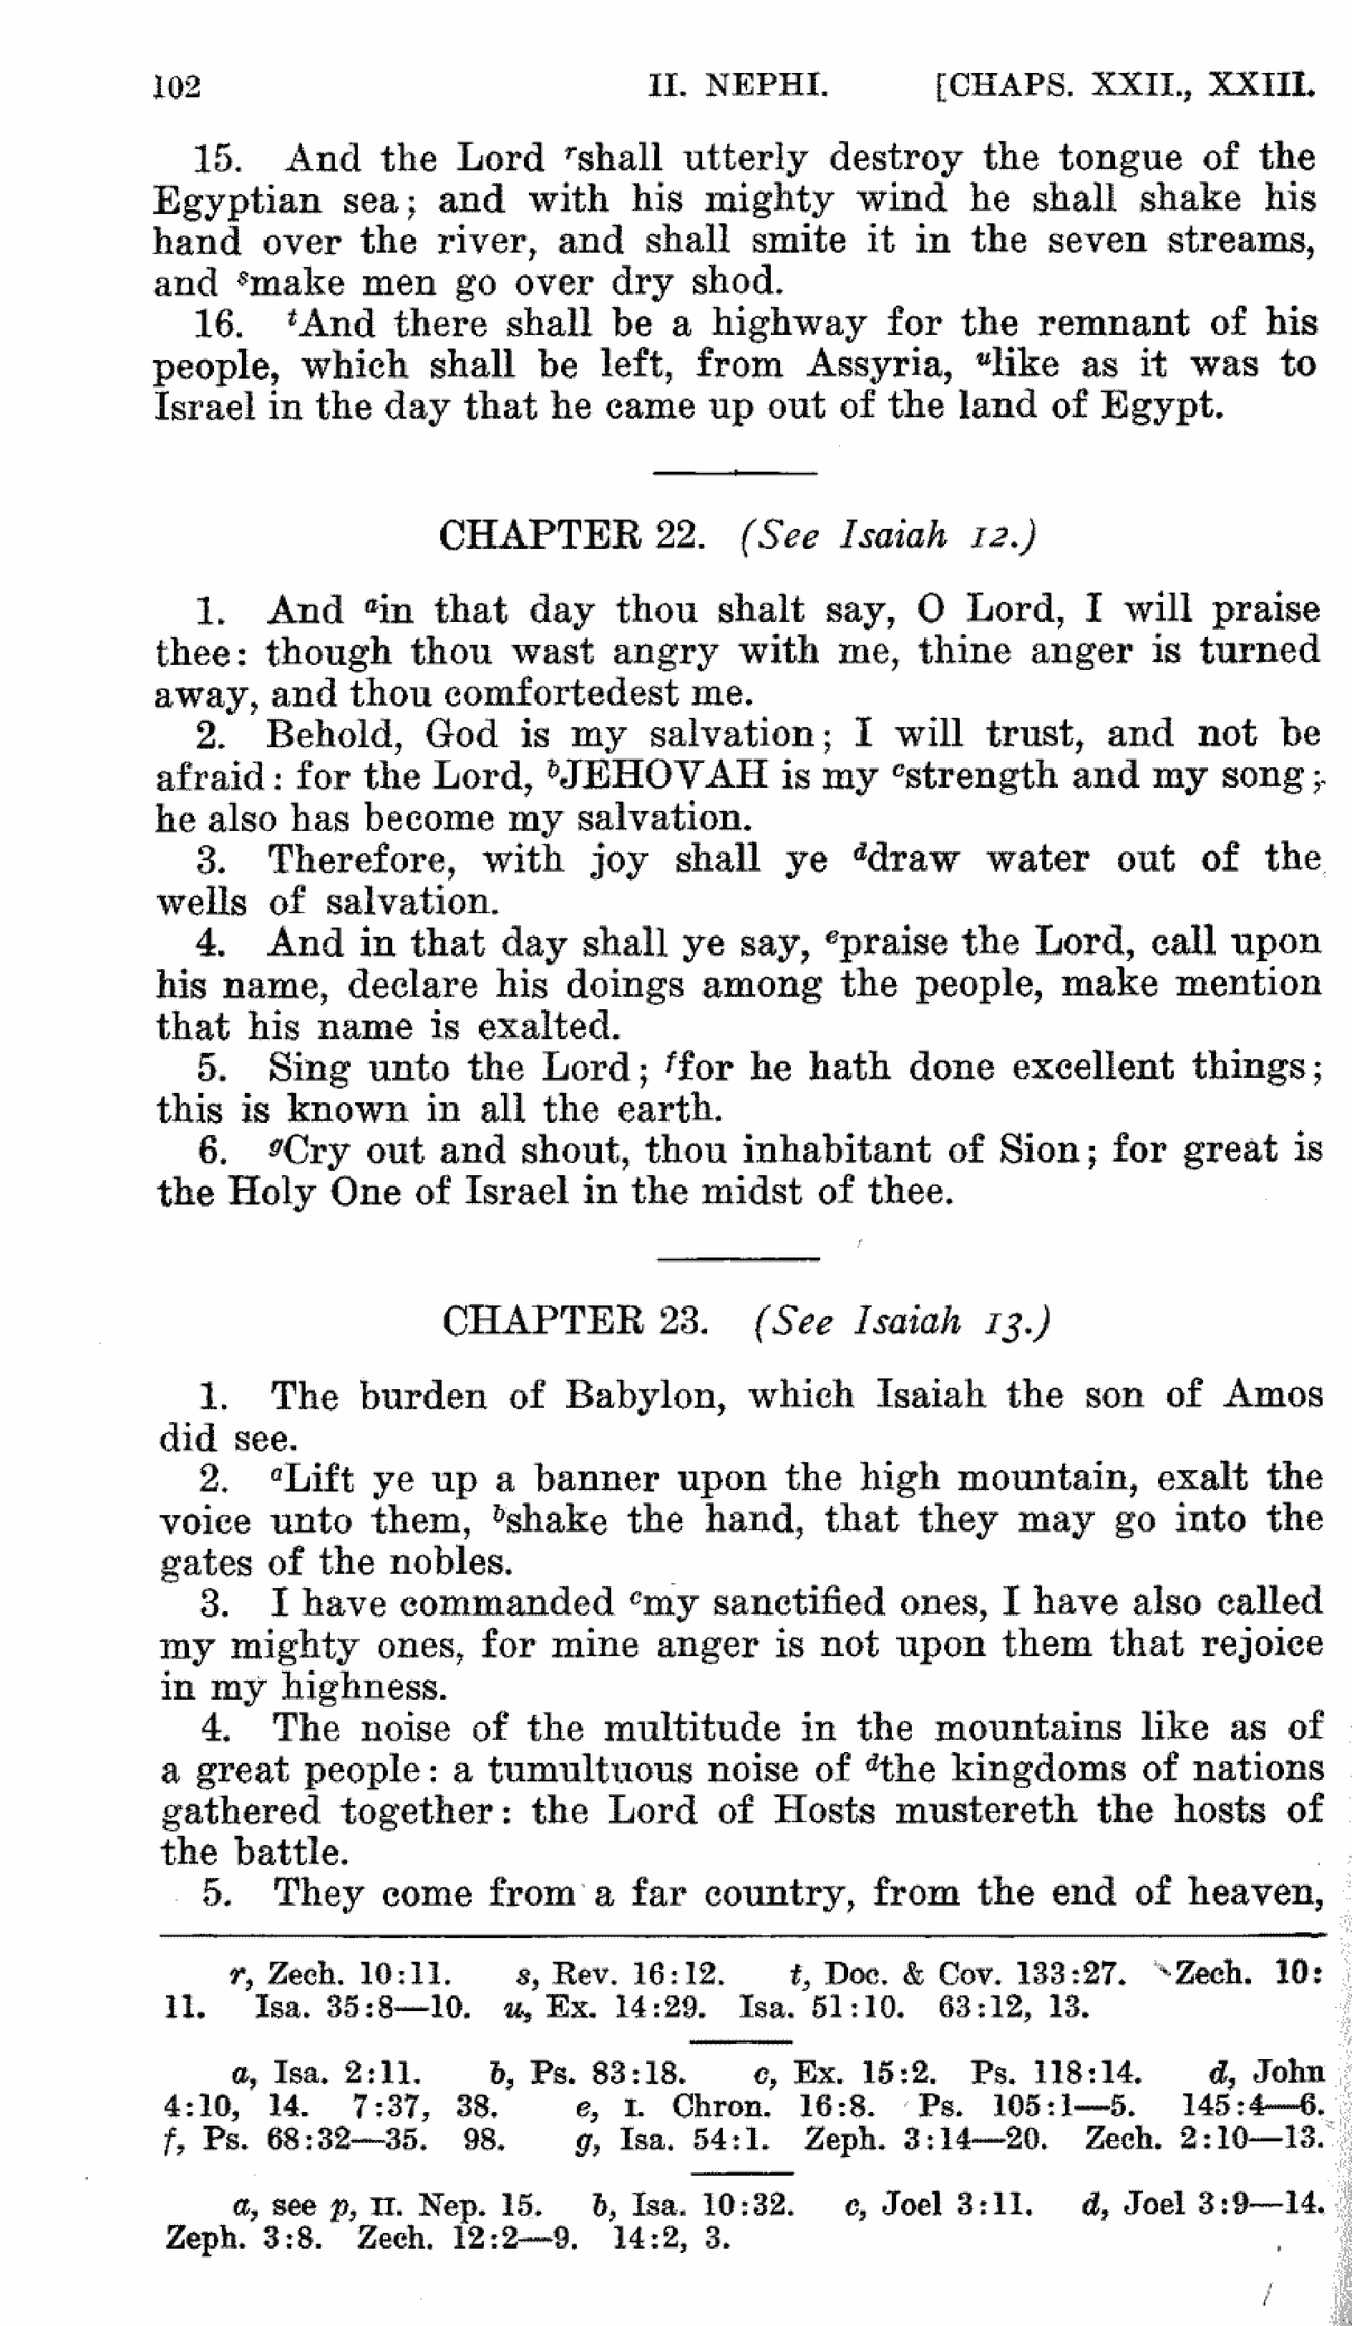 102 II. NEPHI. [CHAPS. XXII., XXIII.
15. And the Lord rshall utterly destroy the tongue of the
Egyptian sea; and with his mighty wind he shall shake his
hand over the river, and shall smite it in the seven streams,
and smake men go over dry shod.
16. tAnd there shall be a highway for the remnant of his
people, which shall be left, from Assyria, ulike as it was to
Israel in the day that he came up out of the land of Egypt.
CHAPTER 22. (See Isaiah 12.)
1. And ain that day thou shalt say, O Lord, I will praise
thee: though thou wast angry with me, thine anger is turned
away, and thou comfortedest me.
2. Behold, God is my salvation; I will trust, and not be
afraid: for the Lord, bJEHOVAH is my cstrength and my song;
he also has become my salvation.
3. Therefore, with joy shall ye ddraw water out of the
wells of salvation.
4. And in that day shall ye say, epraise the Lord, call upon
his name, declare his doings among the people, make mention
that his name is exalted.
5. Sing unto the Lord; ffor he hath done excellent things;
this is known in all the earth.
6. gCry out and shout, thou inhabitant of Sion; for great is
the Holy One of Israel in the midst of thee.
CHAPTER 23. (See Isaiah 13.)
1. The burden of Babylon, which Isaiah the son of Amos
did see.
2. aLift ye up a banner upon the high mountain, exalt the
voice unto them, bshake the hand, that they may go into the
gates of the nobles.
3. I have commanded cmy sanctified ones, I have also called
my mighty ones, for mine anger is not upon them that rejoice
in my highness.
4. The noise of the multitude in the mountains like as of
a great people: a tumultuous noise of dthe kingdoms of nations
gathered together: the Lord of Hosts mustereth the hosts of
the battle.
5. They come from a far country, from the end of heaven,
r, Zech. 10:11. s, Rev. 16:12. t, Doc. & Cov. 133:27. Zech. 10:
11. Isa. 35:8—10. u, Ex. 14:29. Isa. 51:10. 63:12, 13.
a, Isa. 2:11. b, Ps. 83:18. c, Ex. 15:2. Ps. 118:14. d, John
4:10, 14. 7:37, 38. e, I. Chron. 16:8. Ps. 105:1—5. 145:4—6.
f, Ps. 68:32—35. 98. g, Isa. 54:1. Zeph. 3:14—20. Zech. 2:10—13.
a, see p, II. Nep. 15. b, Isa. 10:32. c, Joel 3:11. d, Joel 3:9—14.
Zeph. 3:8. Zech. 12:2—9. 14:2, 3.